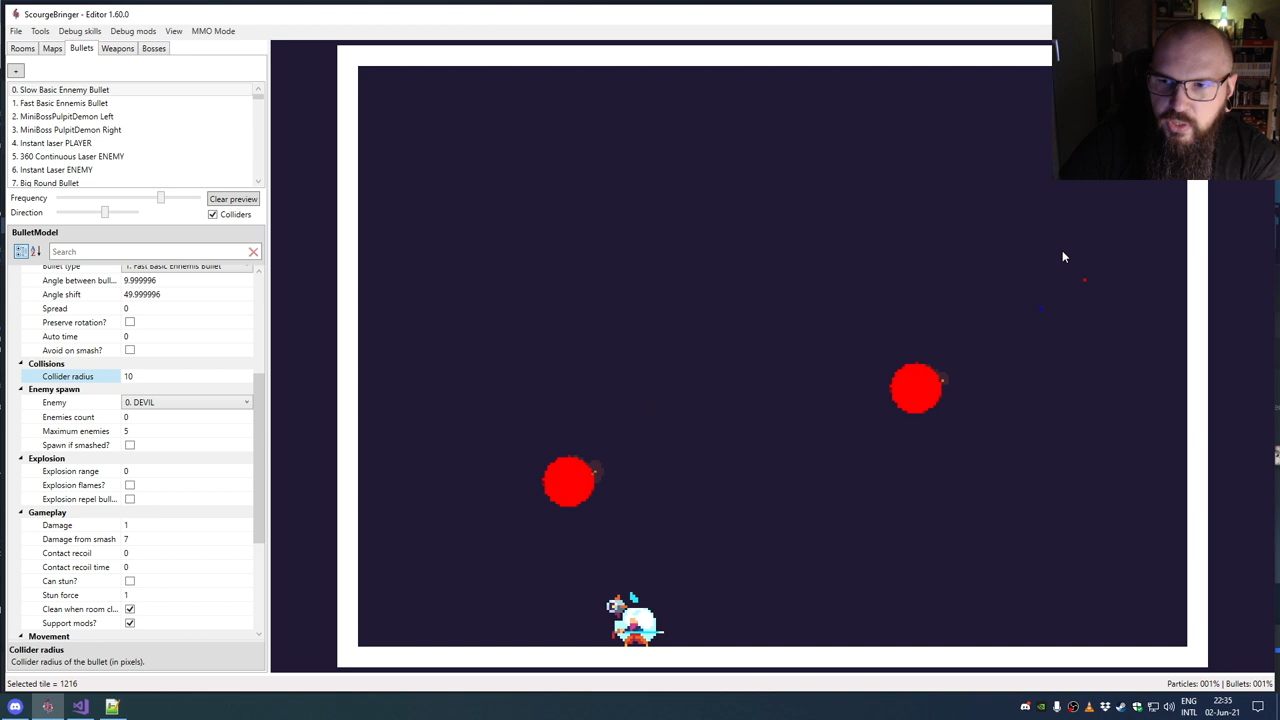 ScourgeBringer - Editor 1.60.0
File Tools Debug skills Debug mods View MMO Mode
Rooms Maps Bullets Weapons Bosses
+
0. Slow Basic Ennemy Bullet
1. Fast Basic Ennemis Bullet
2. MiniBossPulpitDemon Left
3. MiniBoss PulpitDemon Right
4. Instant laser PLAYER
5. 360 Continuous Laser ENEMY
6. Instant Laser ENEMY
7. Big Round Bullet
Frequency Clear preview
Direction Colliders
BulletModel
Search
Bullet type 1. Fast Basic Ennemis Bullet
Angle between bull... 9.999996
Angle shift 49.999996
Spread 0
Preserve rotation?
Auto time 0
Avoid on smash?
Collisions
Collider radius 10
Enemy spawn
Enemy 0. DEVIL
Enemies count 0
Maximum enemies 5
Spawn if smashed?
Explosion
Explosion range 0
Explosion flames?
Explosion repel bull...
Gameplay
Damage 1
Damage from smash 7
Contact recoil 0
Contact recoil time 0
Can stun?
Stun force 1
Clean when room cl...
Support mods?
Movement
Collider radius
Collider radius of the bullet (in pixels).
Selected tile = 1216 Particles: 001% | Bullets: 001%
ENG 22:35
INTL 02-Jun-21